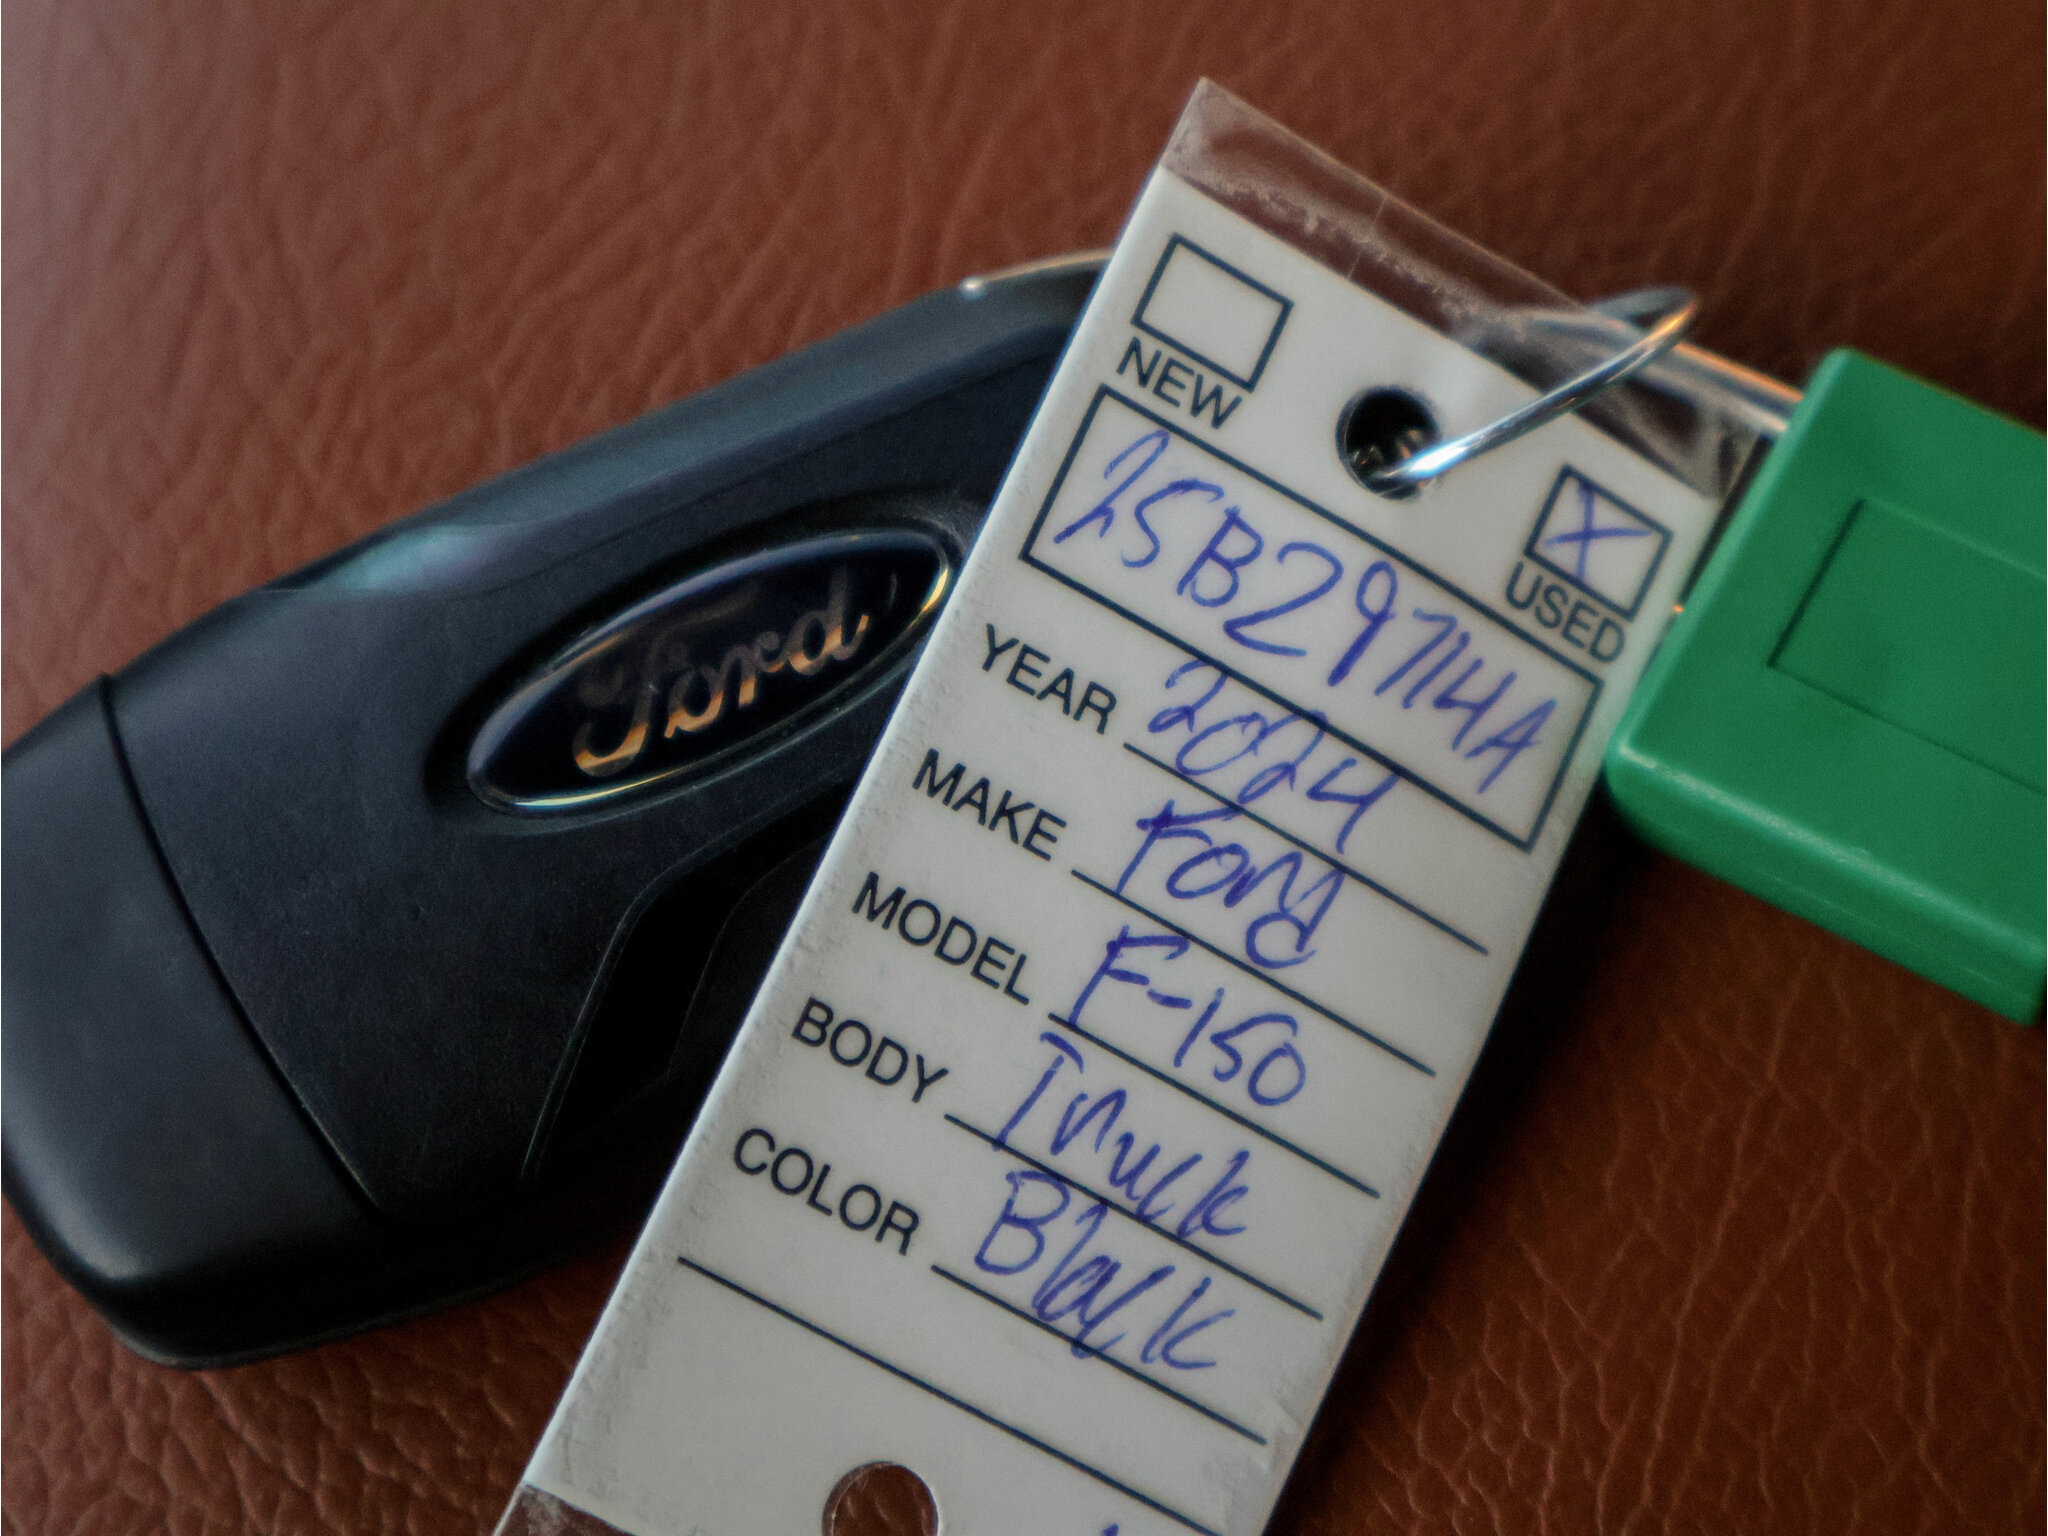 Ford
NEW
X
USED
25B29714A
YEAR 2024
MAKE Ford
MODEL F-150
BODY Truck
COLOR Black